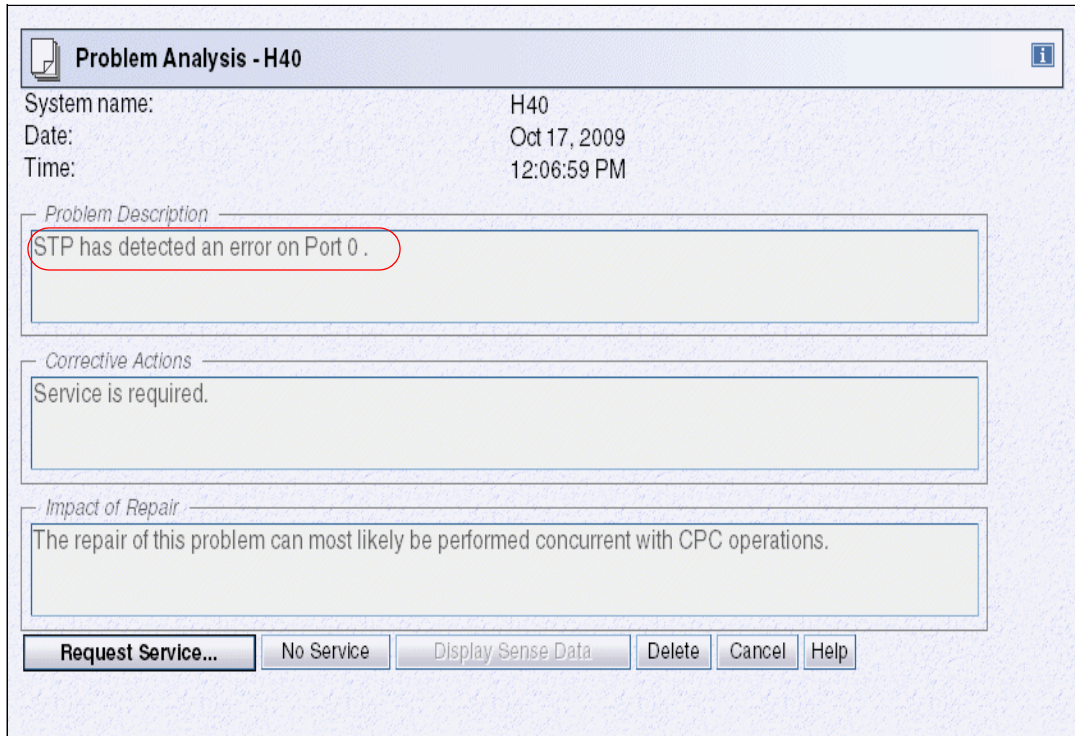 Problem Analysis - H40
i
System name: H40
Date: Oct 17, 2009
Time: 12:06:59 PM
Problem Description
STP has detected an error on Port 0 .
Corrective Actions
Service is required.
Impact of Repair
The repair of this problem can most likely be performed concurrent with CPC operations.
Request Service... No Service Display Sense Data Delete Cancel Help